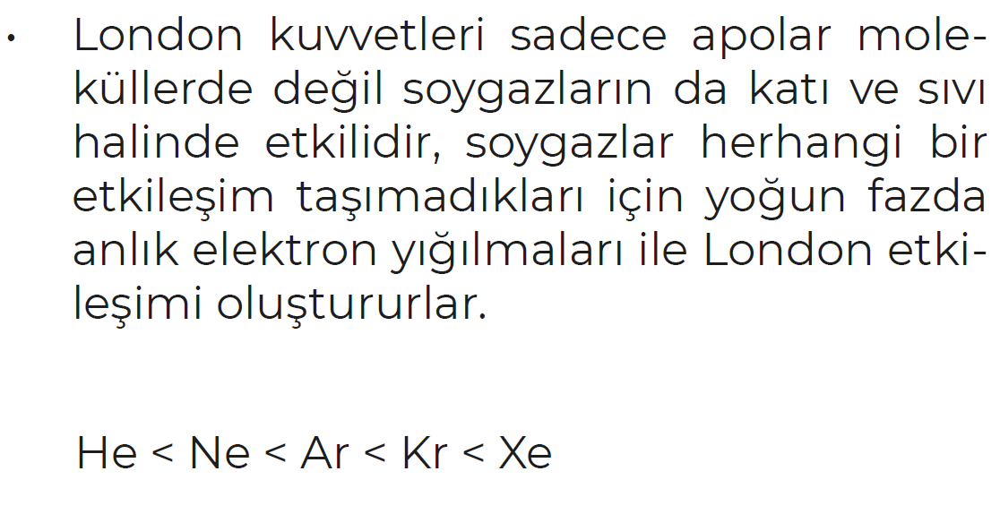 • London kuvvetleri sadece apolar mole-
küllerde değil soygazların da katı ve sıvı
halinde etkilidir, soygazlar herhangi bir
etkileşim taşımadıkları için yoğun fazda
anlık elektron yığılmaları ile London etki-
leşimi oluştururlar.
He < Ne < Ar < Kr < Xe